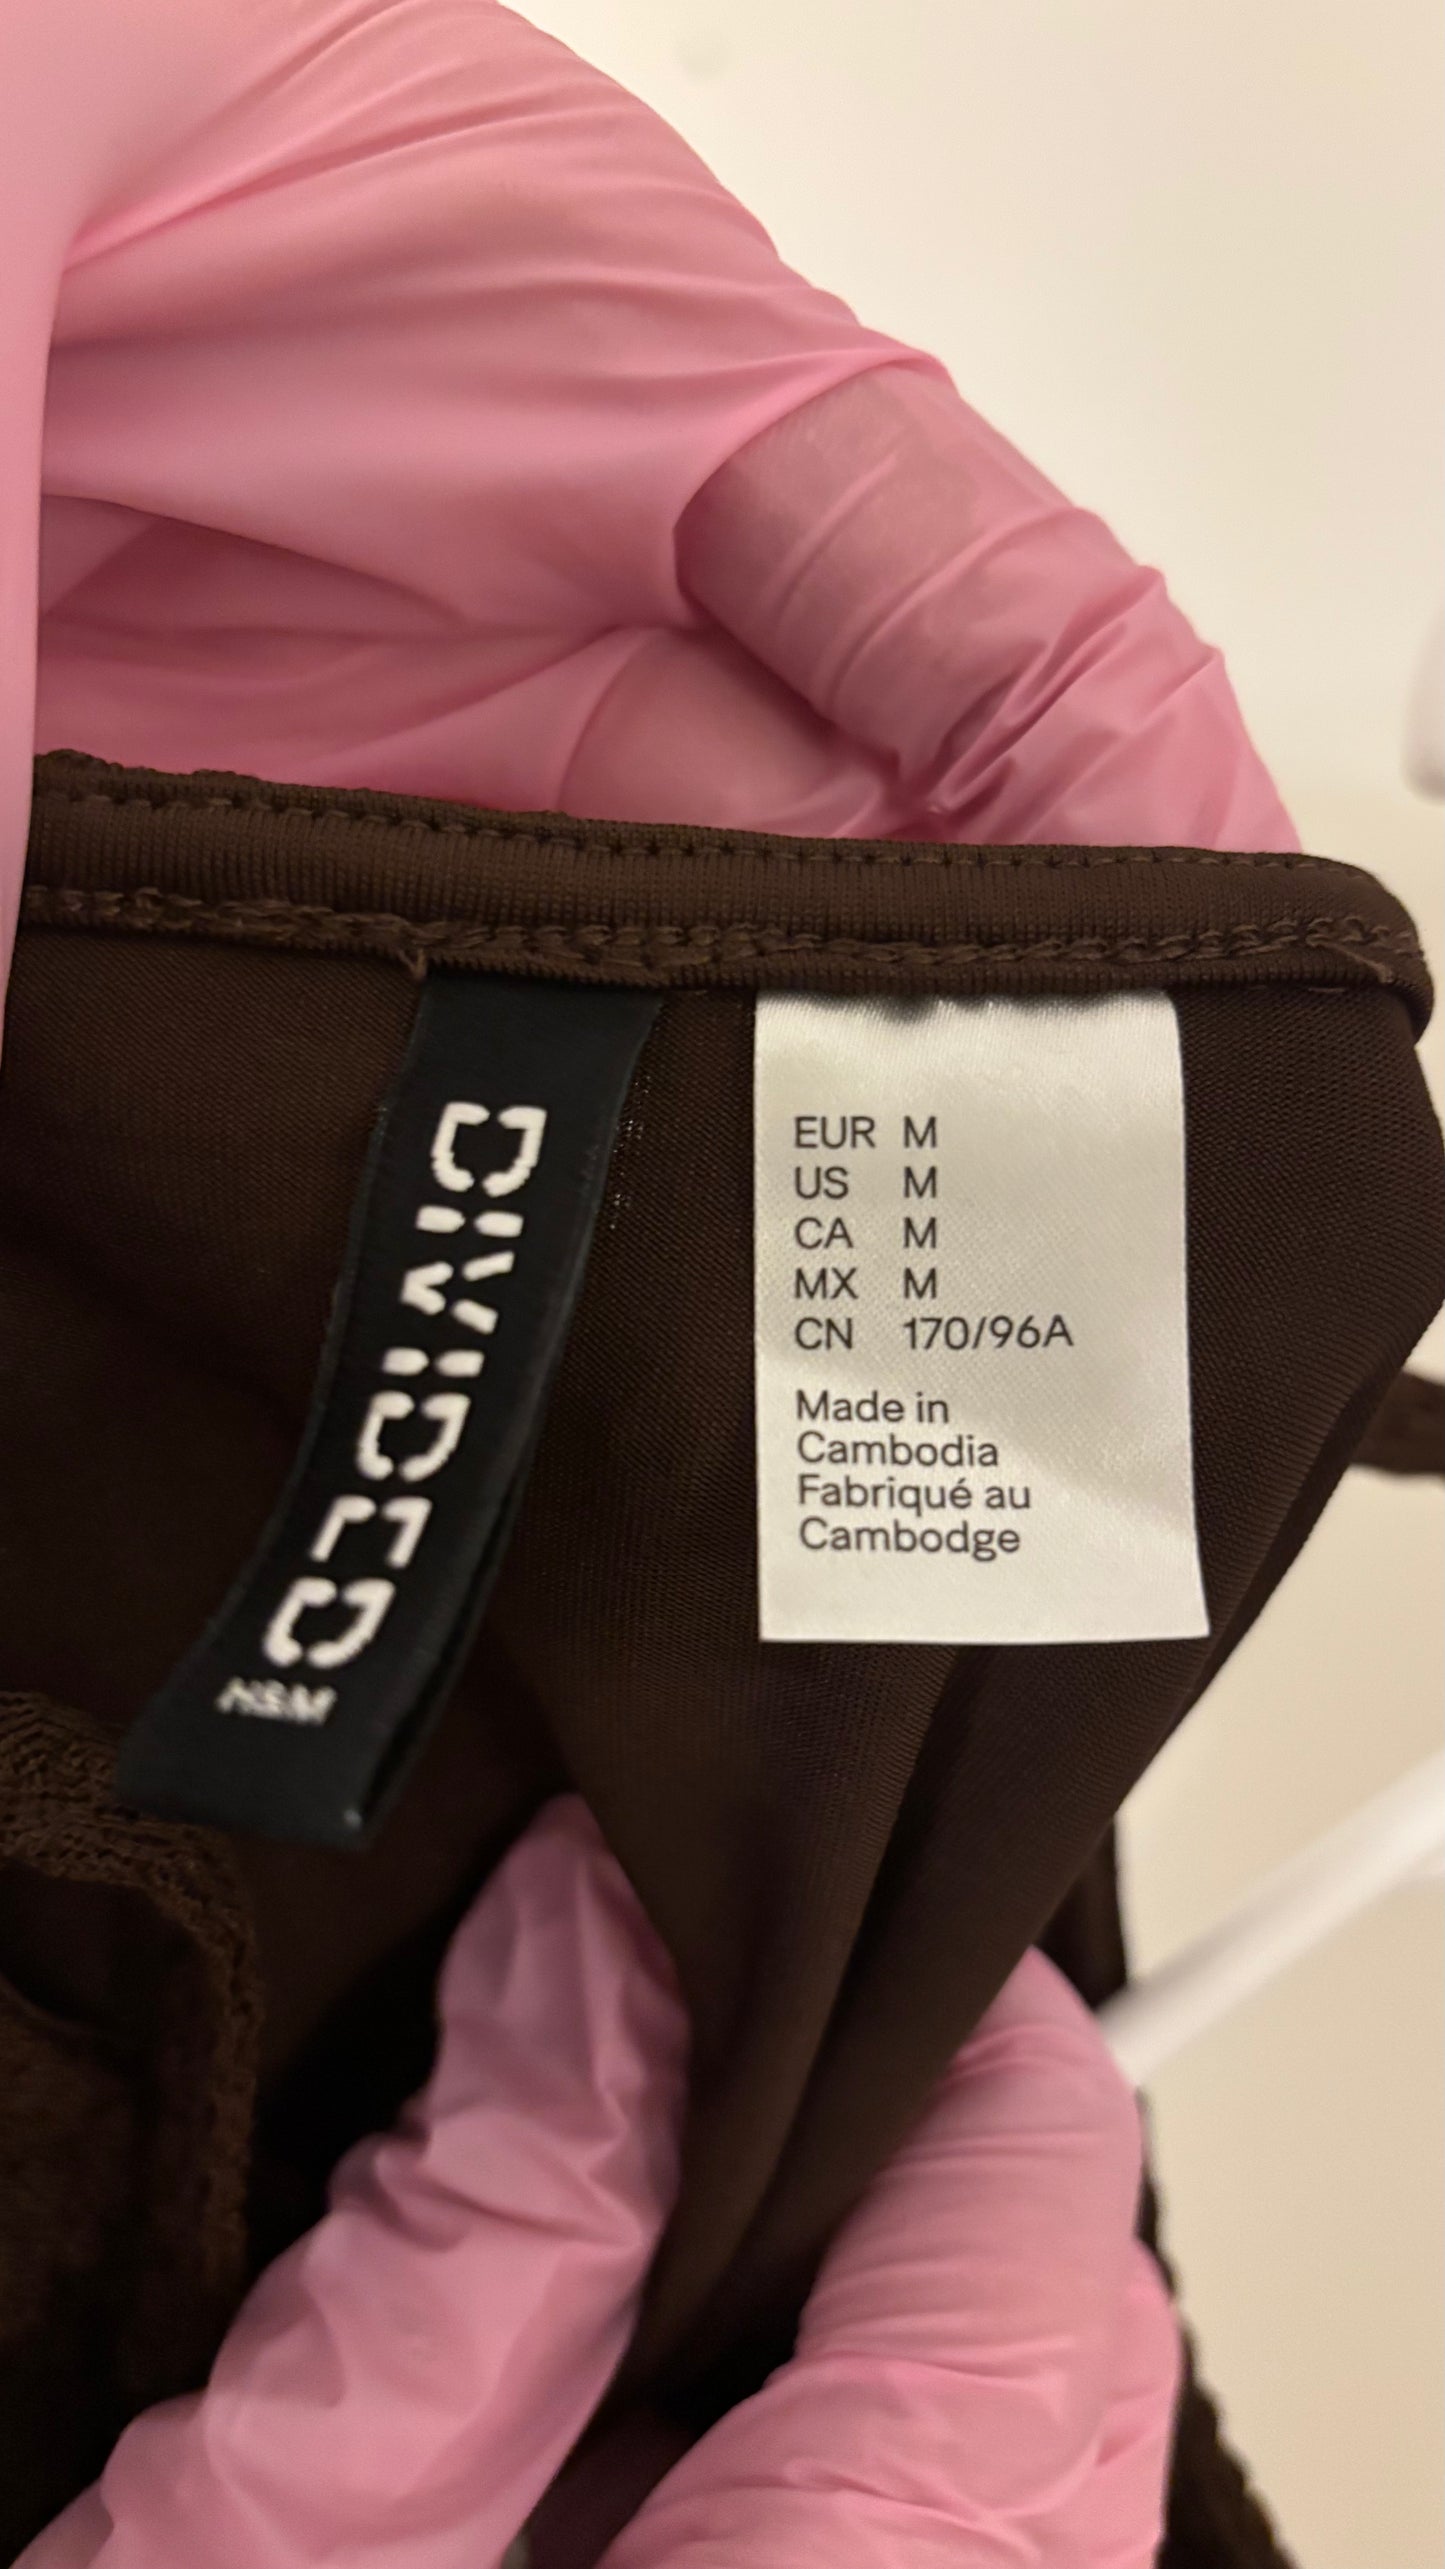 DIVIDED
H&M
EUR M
US M
CA M
MX M
CN 170/96A
Made in
Cambodia
Fabriqué au
Cambodge